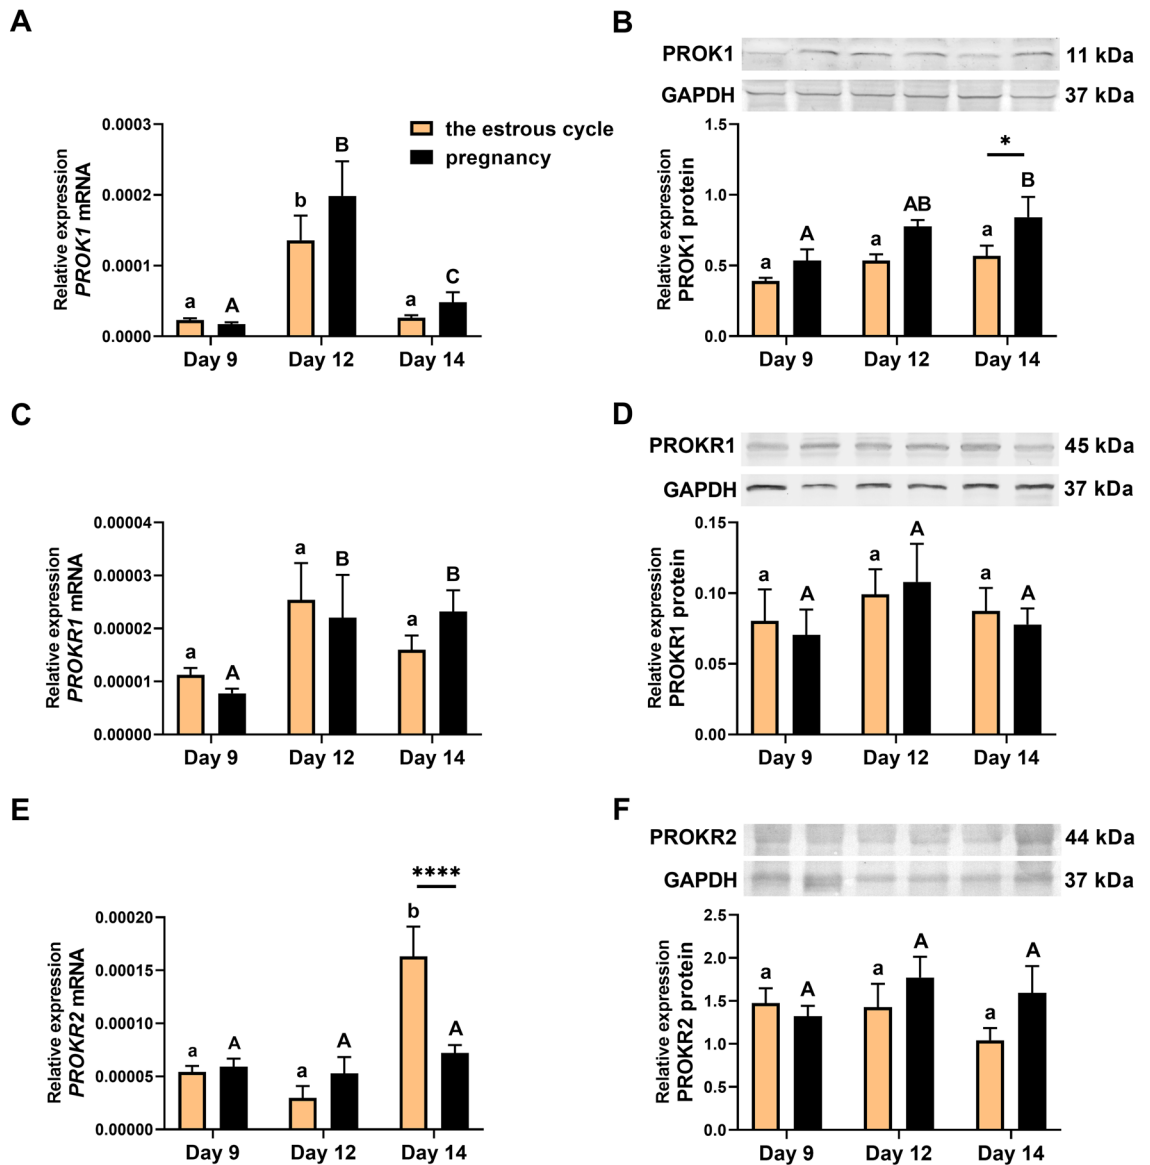 A
0.0003
0.0002
0.0001
0.0000
Relative expression
PROK1 mRNA
the estrous cycle
pregnancy
a
A
b
B
a
C
Day 9
Day 12
Day 14
B
PROK1
11 kDa
GAPDH
37 kDa
1.5
1.0
0.5
0.0
Relative expression
PROK1 protein
*
a
A
a
AB
a
B
Day 9
Day 12
Day 14
C
0.00004
0.00003
0.00002
0.00001
0.00000
Relative expression
PROKR1 mRNA
a
A
a
B
a
B
Day 9
Day 12
Day 14
D
PROKR1
45 kDa
GAPDH
37 kDa
0.15
0.10
0.05
0.00
Relative expression
PROKR1 protein
a
A
a
A
a
A
Day 9
Day 12
Day 14
E
0.00020
0.00015
0.00010
0.00005
0.00000
Relative expression
PROKR2 mRNA
****
a
A
a
A
b
A
Day 9
Day 12
Day 14
F
PROKR2
44 kDa
GAPDH
37 kDa
2.5
2.0
1.5
1.0
0.5
0.0
Relative expression
PROKR2 protein
a
A
a
A
a
A
Day 9
Day 12
Day 14